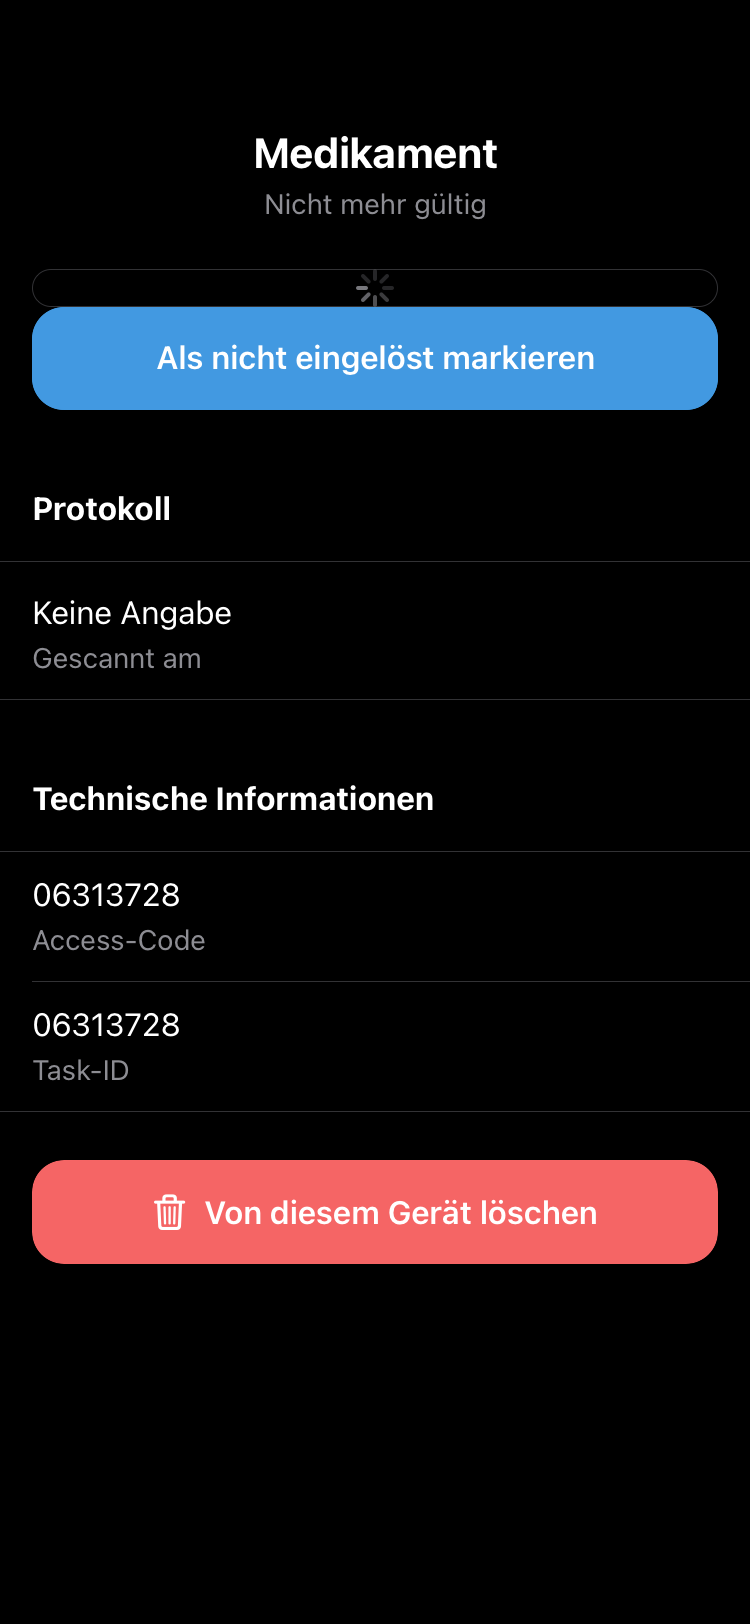 Medikament
Nicht mehr gültig
Als nicht eingelöst markieren
Protokoll
Keine Angabe
Gescannt am
Technische Informationen
06313728
Access-Code
06313728
Task-ID
Von diesem Gerät löschen